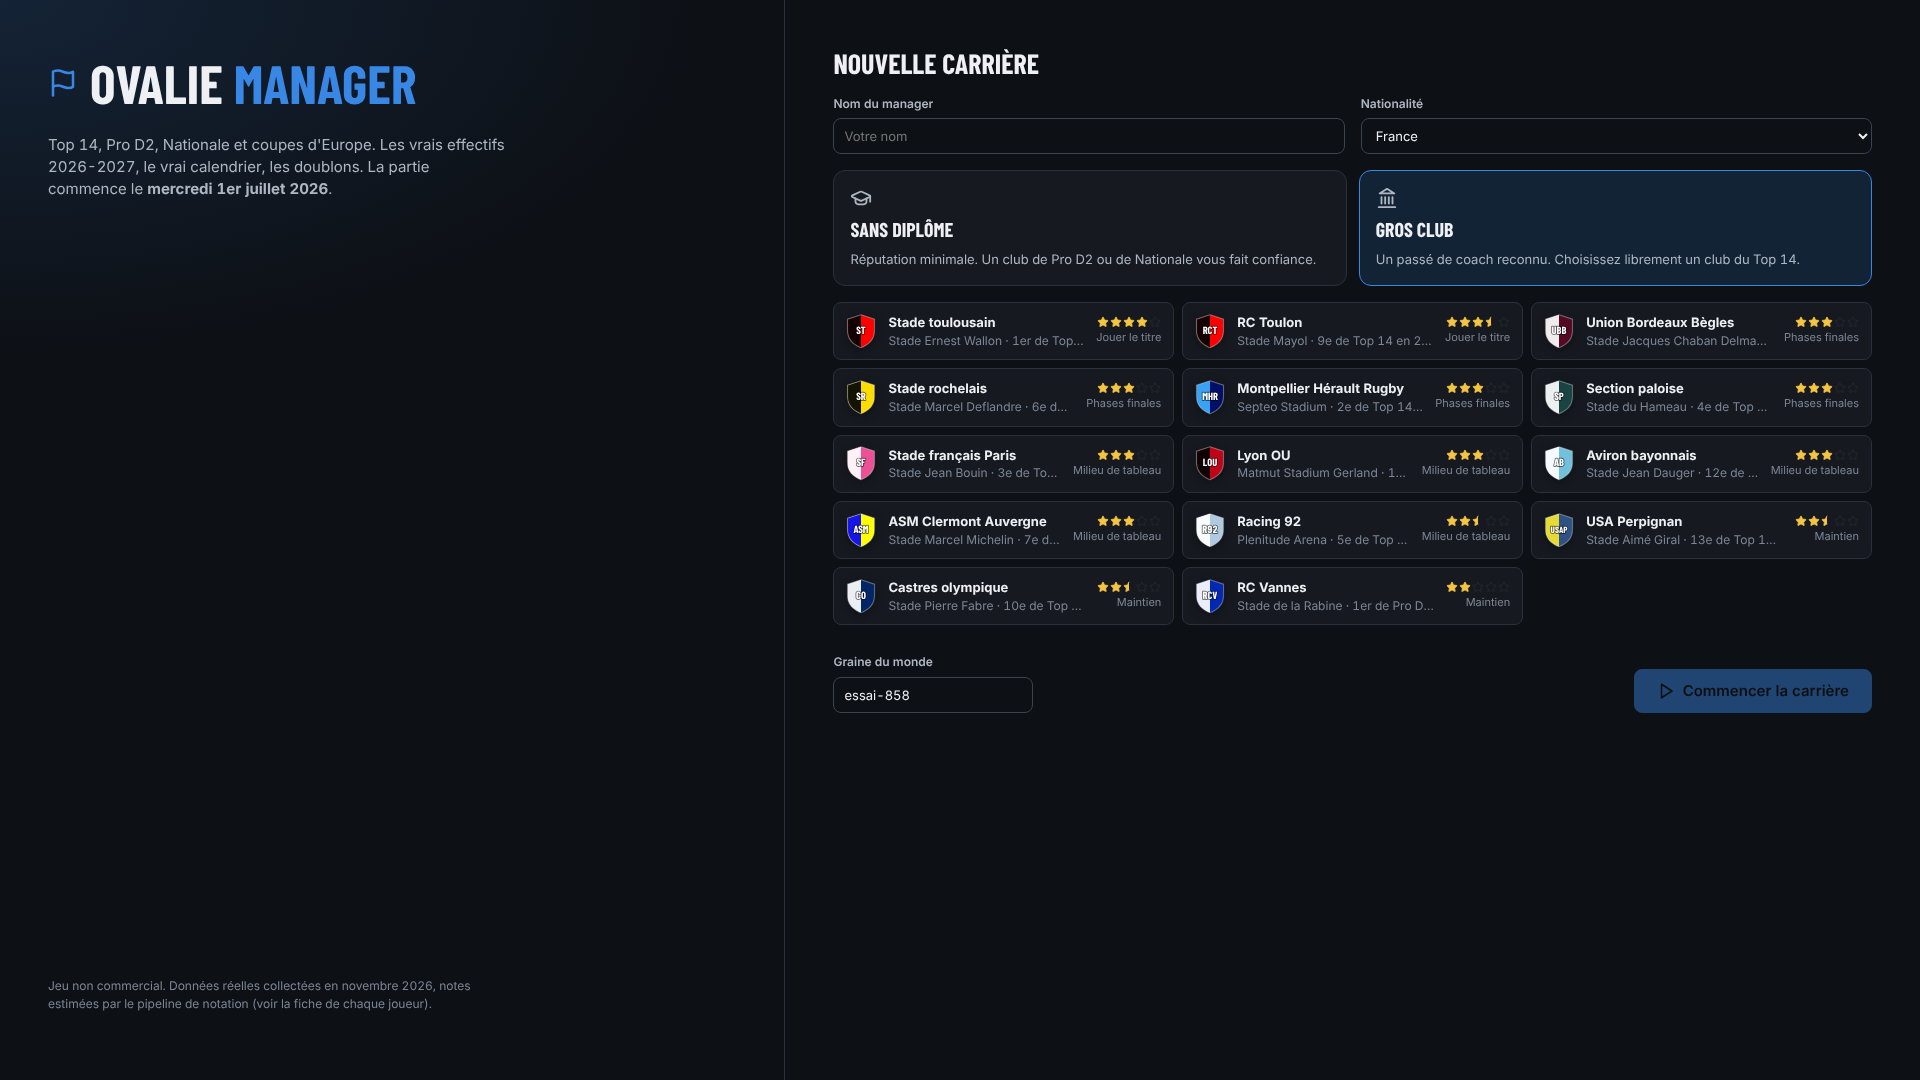 OVALIE MANAGER
Top 14, Pro D2, Nationale et coupes d'Europe. Les vrais effectifs
2026-2027, le vrai calendrier, les doublons. La partie
commence le mercredi 1er juillet 2026.
Jeu non commercial. Données réelles collectées en novembre 2026, notes
estimées par le pipeline de notation (voir la fiche de chaque joueur).
NOUVELLE CARRIÈRE
Nom du manager
Votre nom
Nationalité
France
SANS DIPLÔME
Réputation minimale. Un club de Pro D2 ou de Nationale vous fait confiance.
GROS CLUB
Un passé de coach reconnu. Choisissez librement un club du Top 14.
ST
Stade toulousain
Stade Ernest Wallon · 1er de Top...
Jouer le titre
RCT
RC Toulon
Stade Mayol · 9e de Top 14 en 2...
Jouer le titre
UBB
Union Bordeaux Bègles
Stade Jacques Chaban Delma...
Phases finales
SR
Stade rochelais
Stade Marcel Deflandre · 6e d...
Phases finales
MHR
Montpellier Hérault Rugby
Septeo Stadium · 2e de Top 14...
Phases finales
SP
Section paloise
Stade du Hameau · 4e de Top ...
Phases finales
SF
Stade français Paris
Stade Jean Bouin · 3e de To...
Milieu de tableau
LOU
Lyon OU
Matmut Stadium Gerland · 1...
Milieu de tableau
AB
Aviron bayonnais
Stade Jean Dauger · 12e de ...
Milieu de tableau
ASM
ASM Clermont Auvergne
Stade Marcel Michelin · 7e d...
Milieu de tableau
R92
Racing 92
Plenitude Arena · 5e de Top ...
Milieu de tableau
USAP
USA Perpignan
Stade Aimé Giral · 13e de Top 1...
Maintien
CO
Castres olympique
Stade Pierre Fabre · 10e de Top ...
Maintien
RCV
RC Vannes
Stade de la Rabine · 1er de Pro D...
Maintien
Graine du monde
essai-858
Commencer la carrière